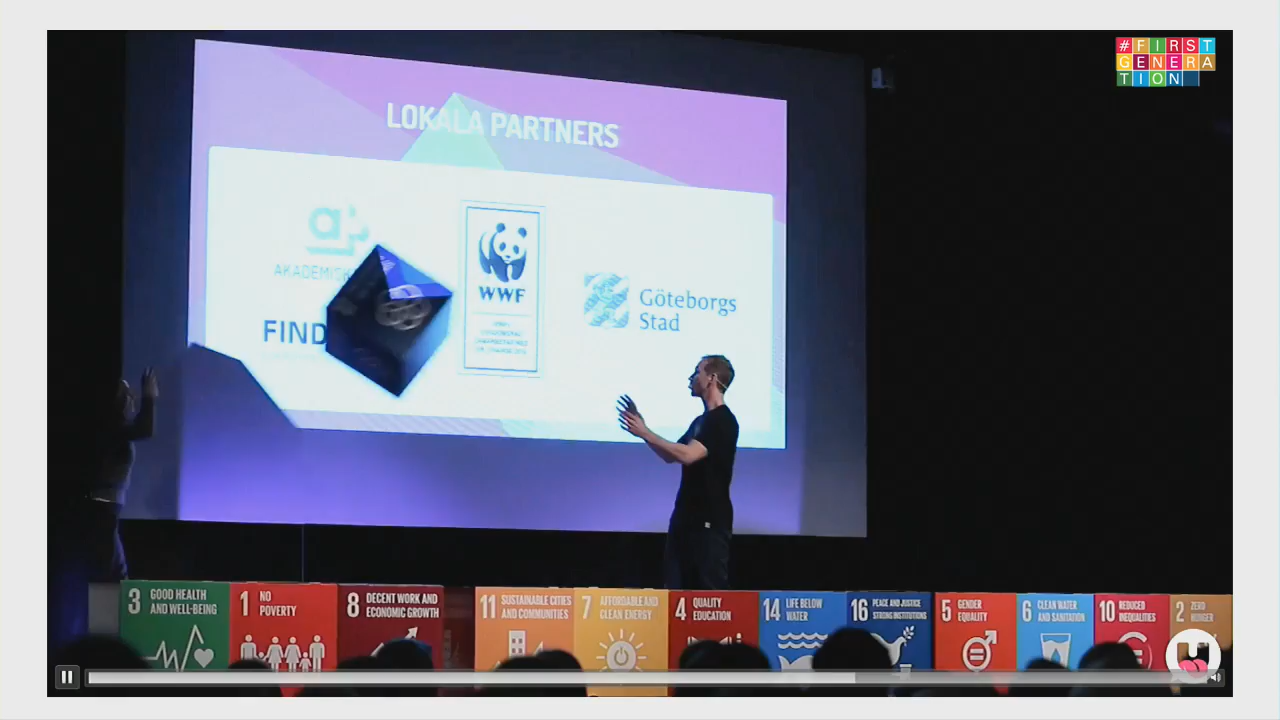 #FIRST
GENERA
TION
LOKALA PARTNERS
AKADEMISK
FIND
WWF
Göteborgs
Stad
3 GOOD HEALTH
AND WELL-BEING
1 NO
POVERTY
8 DECENT WORK AND
ECONOMIC GROWTH
11 SUSTAINABLE CITIES
AND COMMUNITIES
7 AFFORDABLE AND
CLEAN ENERGY
4 QUALITY
EDUCATION
14 LIFE BELOW
WATER
16 PEACE AND JUSTICE
STRONG INSTITUTIONS
5 GENDER
EQUALITY
6 CLEAN WATER
AND SANITATION
10 REDUCED
INEQUALITIES
2 ZERO
HUNGER